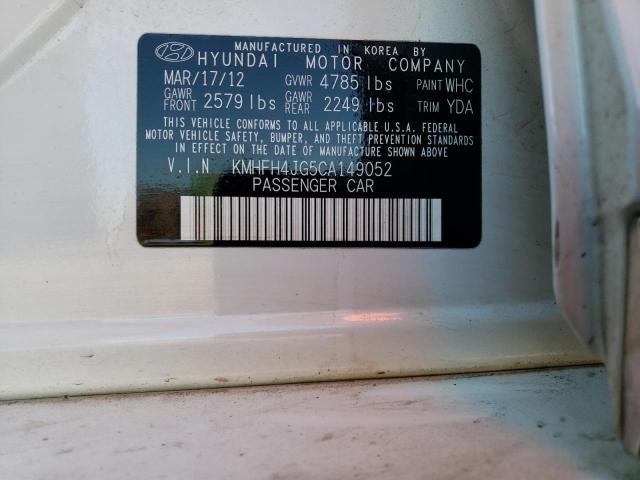 MANUFACTURED IN KOREA BY
HYUNDAI MOTOR COMPANY
MAR/17/12 GVWR 4785 lbs PAINT WHC
GAWR FRONT 2579 lbs GAWR REAR 2249 lbs TRIM YDA
THIS VEHICLE CONFORMS TO ALL APPLICABLE U.S.A. FEDERAL
MOTOR VEHICLE SAFETY, BUMPER, AND THEFT PREVENTION STANDARDS
IN EFFECT ON THE DATE OF MANUFACTURE SHOWN ABOVE.
V.I.N. KMHFH4JG5CA149052
PASSENGER CAR